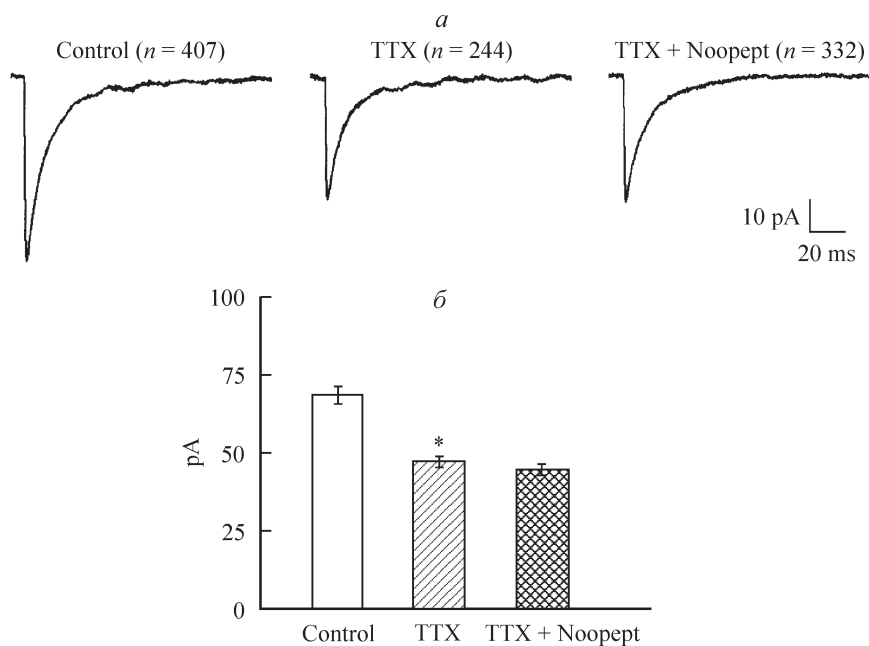 а
Control (n = 407)
TTX (n = 244)
TTX + Noopept (n = 332)
10 pA
20 ms
б
100
75
50
25
0
pA
*
Control
TTX
TTX + Noopept